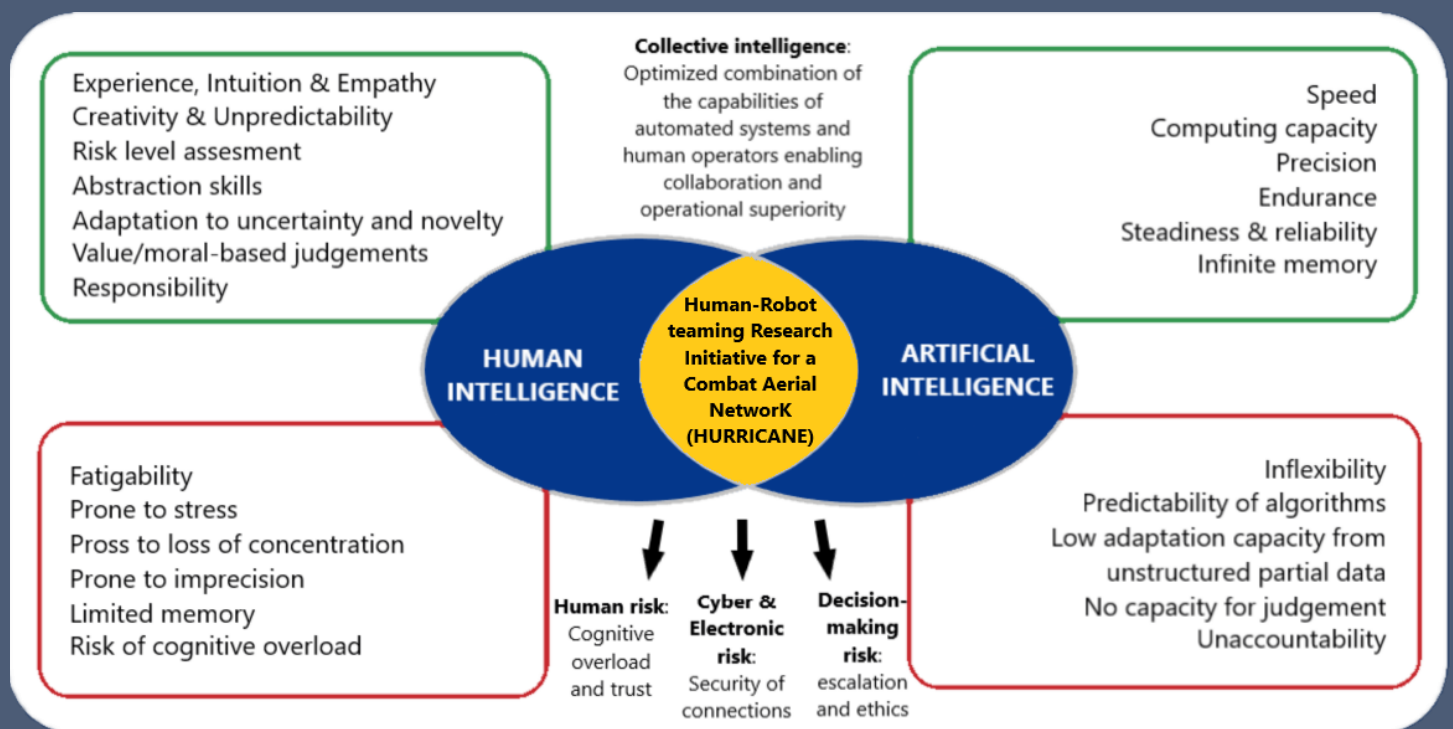 Experience, Intuition & Empathy
Creativity & Unpredictability
Risk level assesment
Abstraction skills
Adaptation to uncertainty and novelty
Value/moral-based judgements
Responsibility
Collective intelligence:
Optimized combination of
the capabilities of
automated systems and
human operators enabling
collaboration and
operational superiority
Speed
Computing capacity
Precision
Endurance
Steadiness & reliability
Infinite memory
HUMAN
INTELLIGENCE
Human-Robot
teaming Research
Initiative for a
Combat Aerial
NetworK
(HURRICANE)
ARTIFICIAL
INTELLIGENCE
Fatigability
Prone to stress
Pross to loss of concentration
Prone to imprecision
Limited memory
Risk of cognitive overload
Human risk:
Cognitive
overload
and trust
Cyber &
Electronic
risk:
Security of
connections
Decision-
making
risk:
escalation
and ethics
Inflexibility
Predictability of algorithms
Low adaptation capacity from
unstructured partial data
No capacity for judgement
Unaccountability